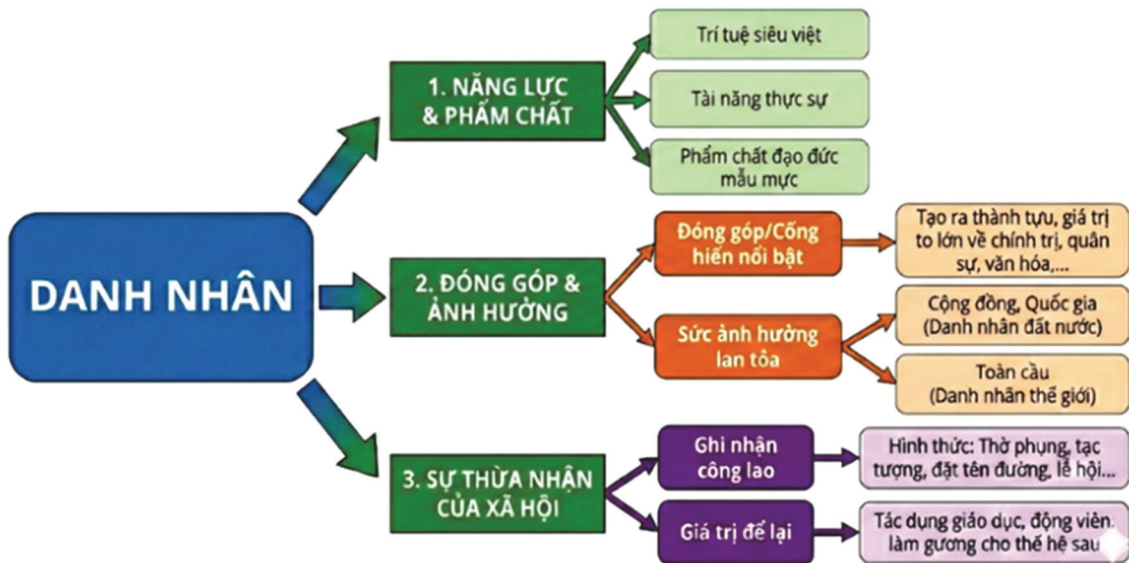 DANH NHÂN
1. NĂNG LỰC
& PHẨM CHẤT
Trí tuệ siêu việt
Tài năng thực sự
Phẩm chất đạo đức
mẫu mực
2. ĐÓNG GÓP &
ẢNH HƯỞNG
Đóng góp/Cống
hiến nổi bật
Tạo ra thành tựu, giá trị
to lớn về chính trị, quân
sự, văn hóa,...
Sức ảnh hưởng
lan tỏa
Cộng đồng, Quốc gia
(Danh nhân đất nước)
Toàn cầu
(Danh nhân thế giới)
3. SỰ THỪA NHẬN
CỦA XÃ HỘI
Ghi nhận
công lao
Hình thức: Thờ phụng, tạc
tượng, đặt tên đường, lễ hội...
Giá trị để lại
Tác dụng giáo dục, động viên,
làm gương cho thế hệ sau